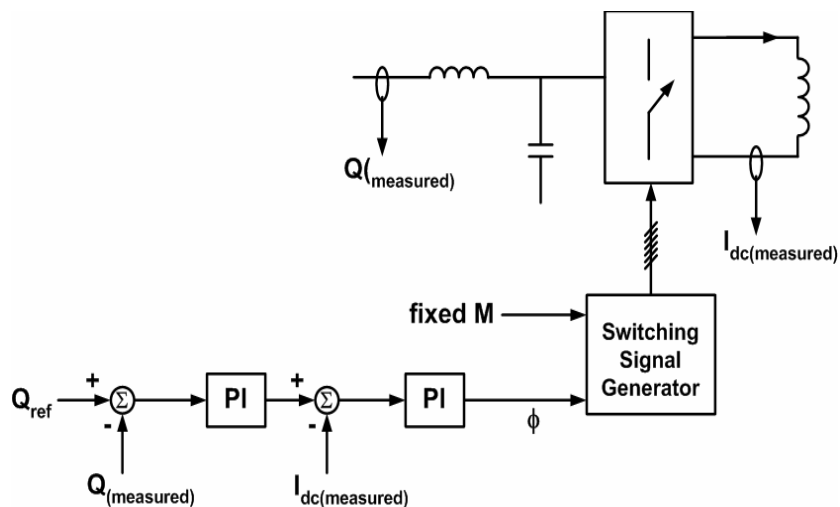 Q(measured)
Idc(measured)
fixed M
Switching
Signal
Generator
Qref
+
-
Σ
PI
+
-
Σ
PI
ϕ
Q(measured)
Idc(measured)